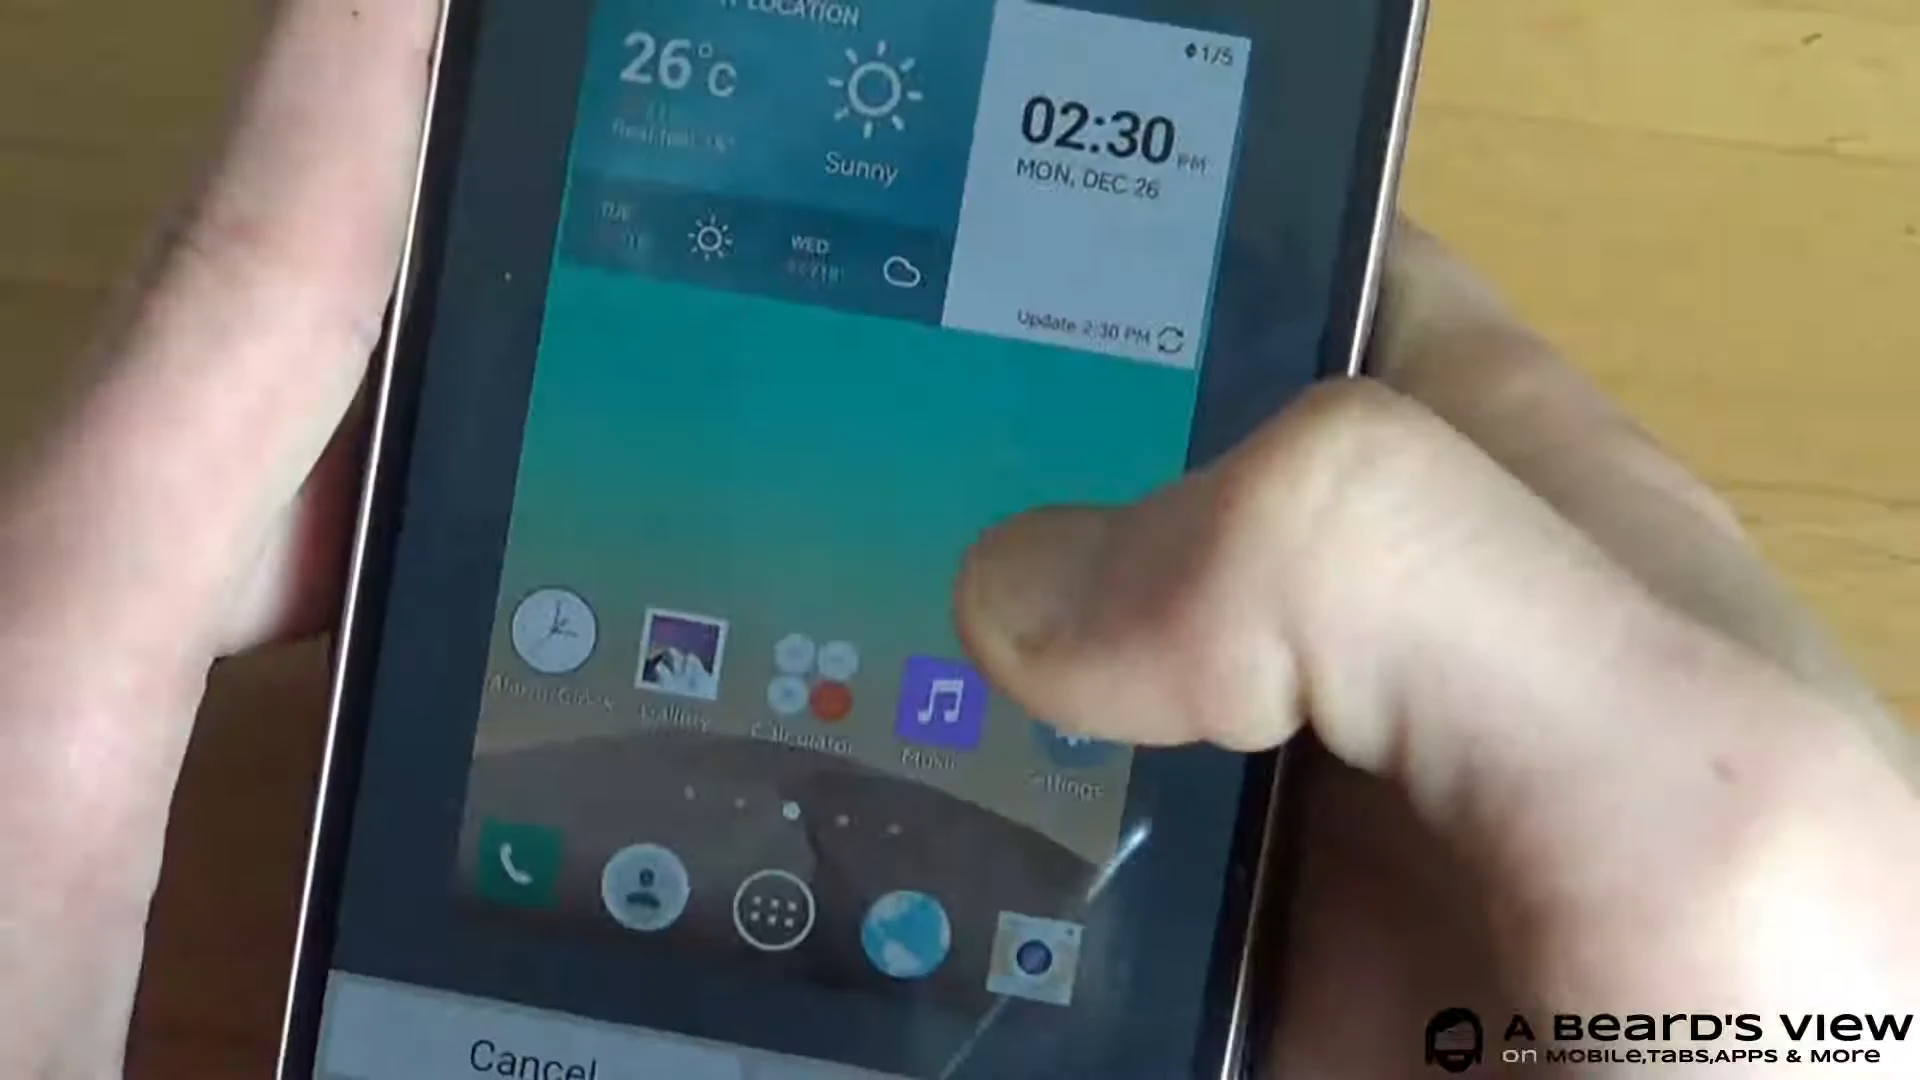 LOCATION
1/5
26°C
02:30 PM
Sunny
MON, DEC 26
TUE
WED
Update 2:30 PM
Gallery
Calculator
Music
Settings
Cancel
A BEARD'S VIEW
on MOBILE,TABS,APPS & MORE